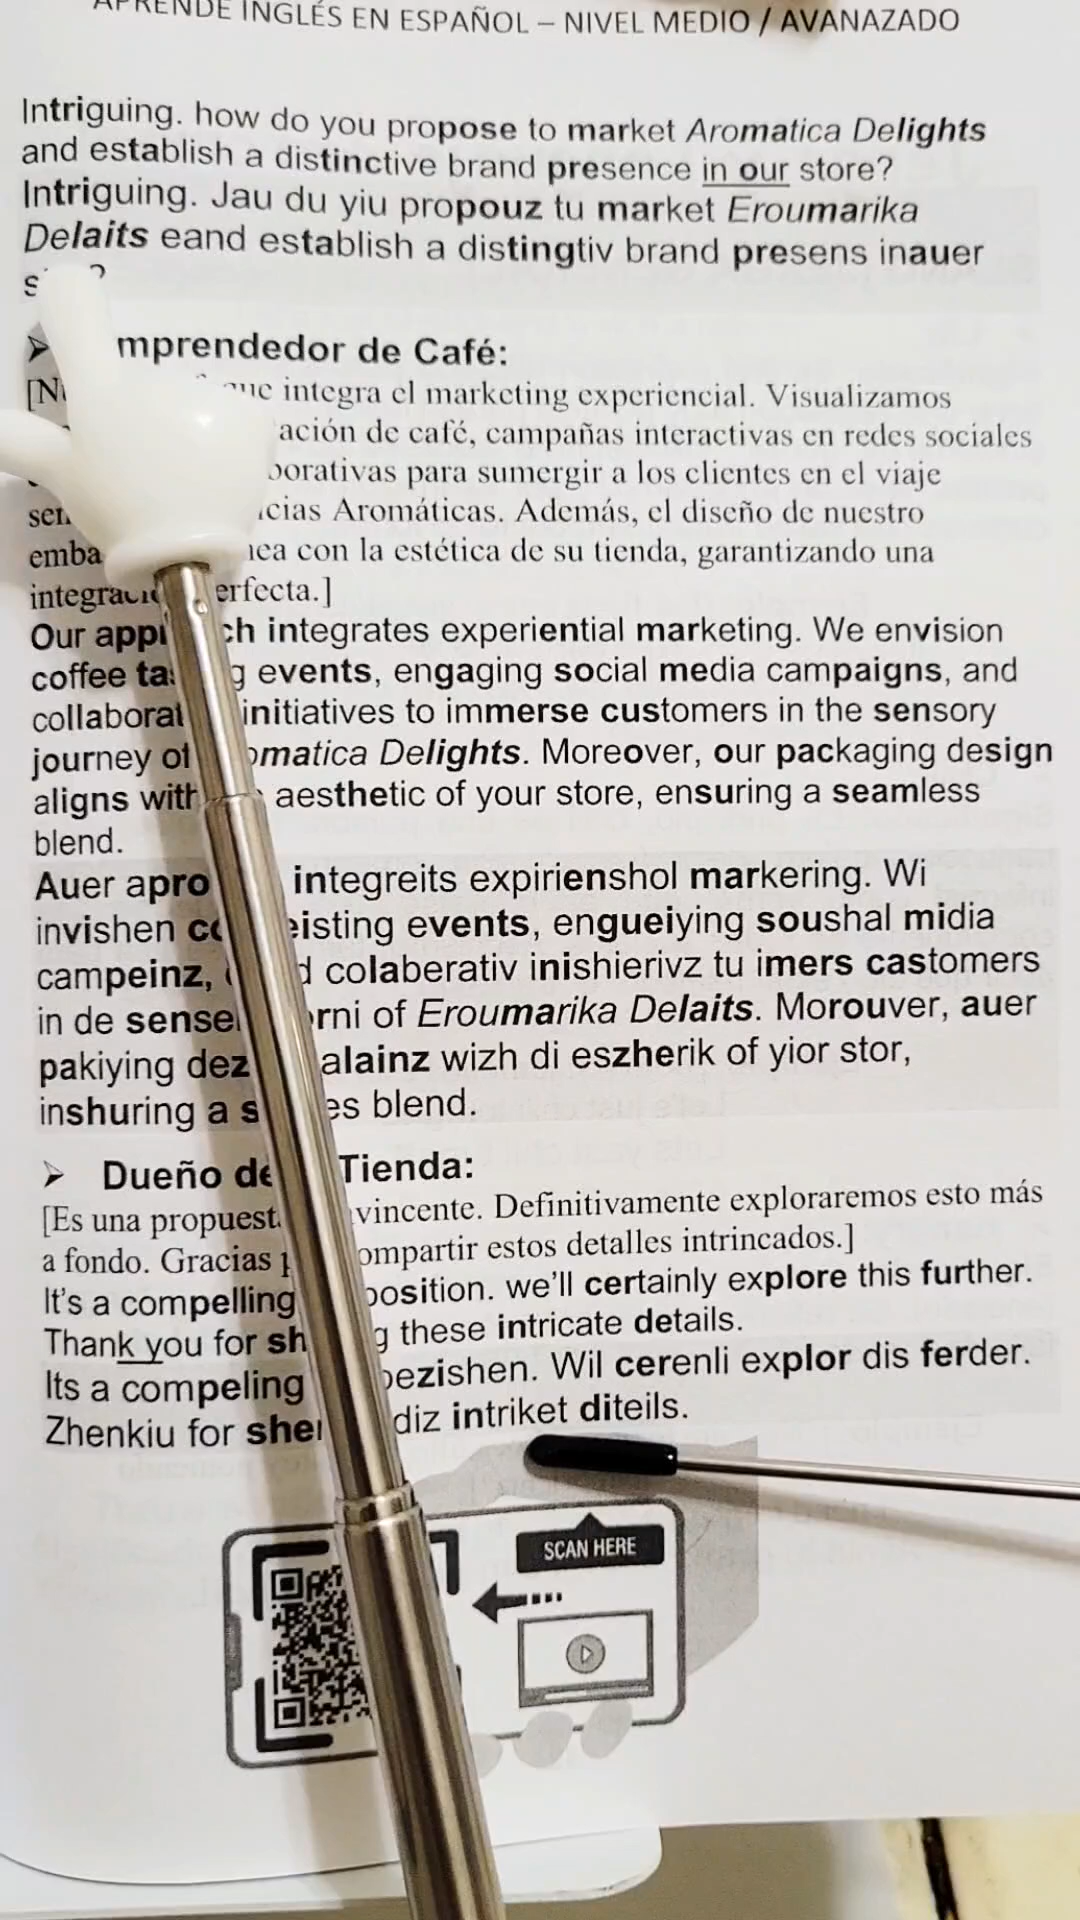 APRENDE INGLÉS EN ESPAÑOL – NIVEL MEDIO / AVANAZADO
Intriguing. how do you propose to market Aromatica Delights
and establish a distinctive brand presence in our store?
Intriguing. Jau du yiu propouz tu market Eroumarika
Delaits eand establish a distingtiv brand presens inauer
mprendedor de Café:
que integra el marketing experiencial. Visualizamos
ación de café, campañas interactivas en redes sociales
borativas para sumergir a los clientes en el viaje
icias Aromáticas. Además, el diseño de nuestro
emba nea con la estética de su tienda, garantizando una
erfecta.]
Our ch integrates experiential marketing. We envision
coffee g events, engaging social media campaigns, and
collaborat initiatives to immerse customers in the sensory
journey of omatica Delights. Moreover, our packaging design
aligns with aesthetic of your store, ensuring a seamless
blend.
Auer apro integreits expirienshol markering. Wi
invishen eisting events, engueiying soushal midia
campeinz, d colaberativ inishierivz tu imers castomers
in de sense rni of Eroumarika Delaits. Morouver, auer
pakiying dez alainz wizh di eszherik of yior stor,
inshuring a s es blend.
Dueño de Tienda:
[Es una propuest vincente. Definitivamente exploraremos esto más
a fondo. Gracias ompartir estos detalles intrincados.]
It's a compelling position. we'll certainly explore this further.
Thank you for sh g these intricate details.
Its a compeling pezishen. Wil cerenli explor dis ferder.
Zhenkiu for sher diz intriket diteils.
SCAN HERE